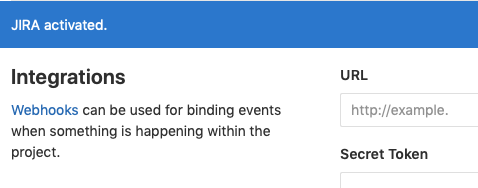 JIRA activated.
Integrations
Webhooks can be used for binding events
when something is happening within the
project.
URL
http://example.
Secret Token